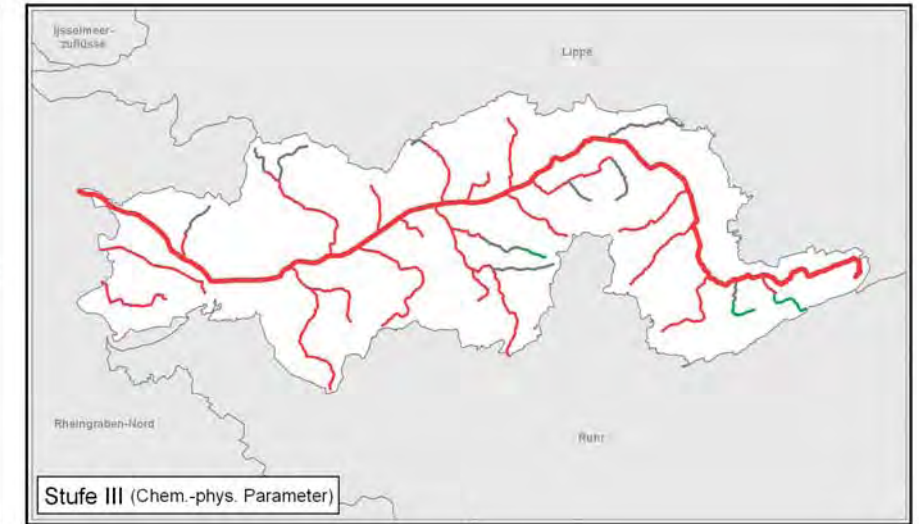 Ijsselmeer-
zuflüsse
Lippe
Rheingraben-Nord
Ruhr
Stufe III (Chem.-phys. Parameter)